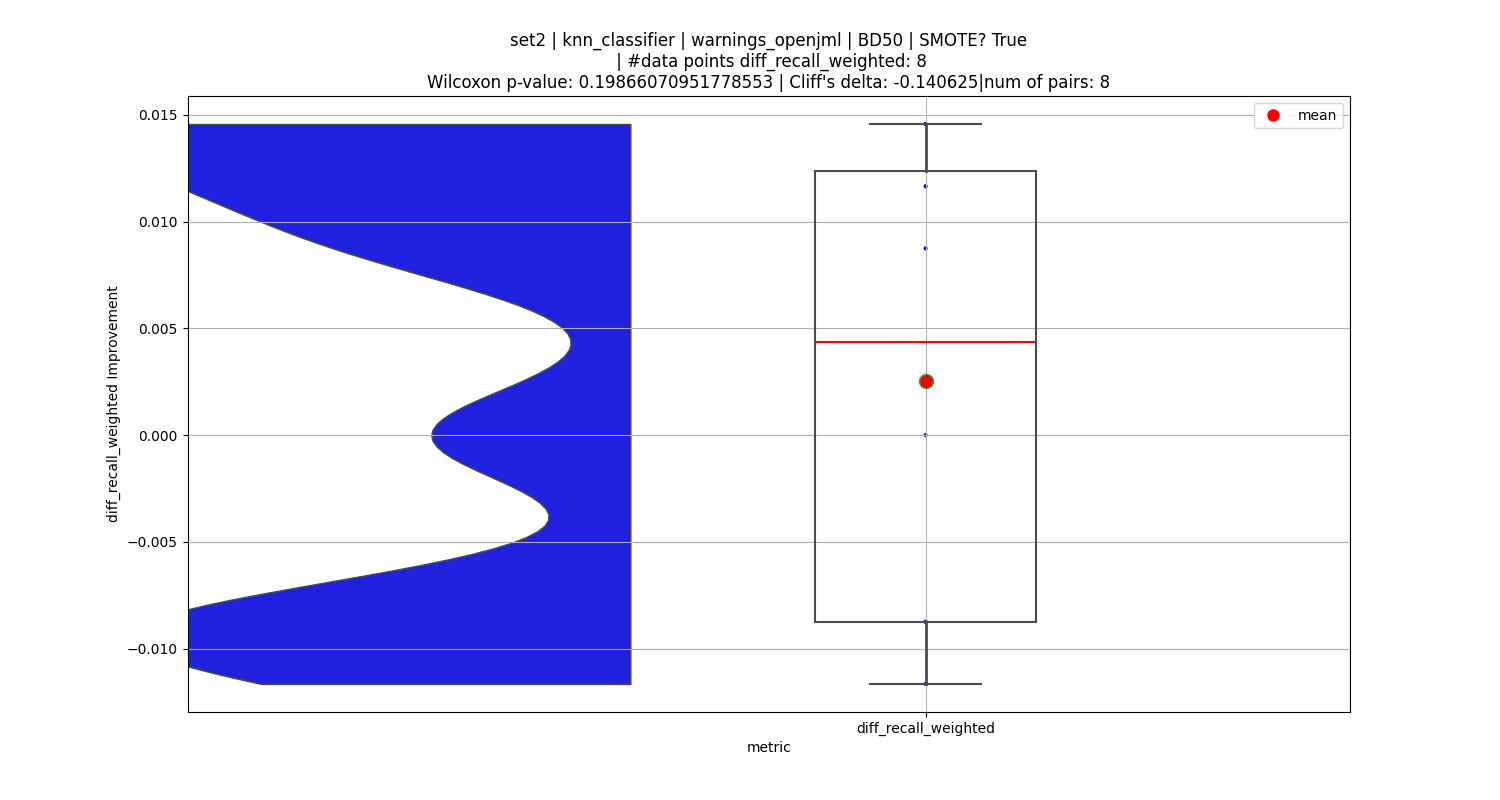 set2 | knn_classifier | warnings_openjml | BD50 | SMOTE? True
| #data points diff_recall_weighted: 8
Wilcoxon p-value: 0.19866070951778553 | Cliff's delta: -0.140625|num of pairs: 8
mean
0.015
0.010
0.005
0.000
−0.005
−0.010
diff_recall_weighted Improvement
diff_recall_weighted
metric